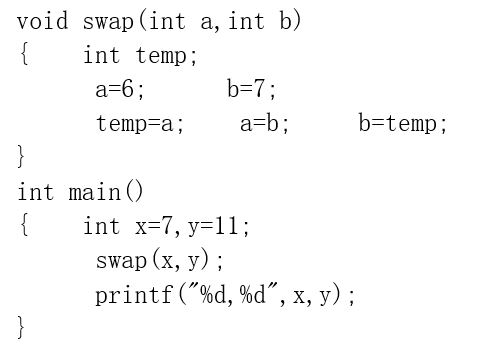 void swap(int a,int b)
{ int temp;
a=6; b=7;
temp=a; a=b; b=temp;
}
int main()
{ int x=7,y=11;
swap(x,y);
printf("%d,%d",x,y);
}